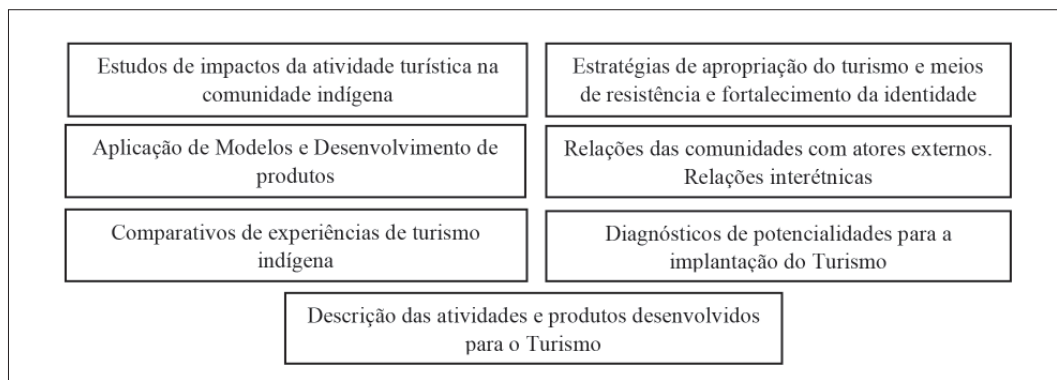 Estudos de impactos da atividade turística na
comunidade indígena
Estratégias de apropriação do turismo e meios
de resistência e fortalecimento da identidade
Aplicação de Modelos e Desenvolvimento de
produtos
Relações das comunidades com atores externos.
Relações interétnicas
Comparativos de experiências de turismo
indígena
Diagnósticos de potencialidades para a
implantação do Turismo
Descrição das atividades e produtos desenvolvidos
para o Turismo